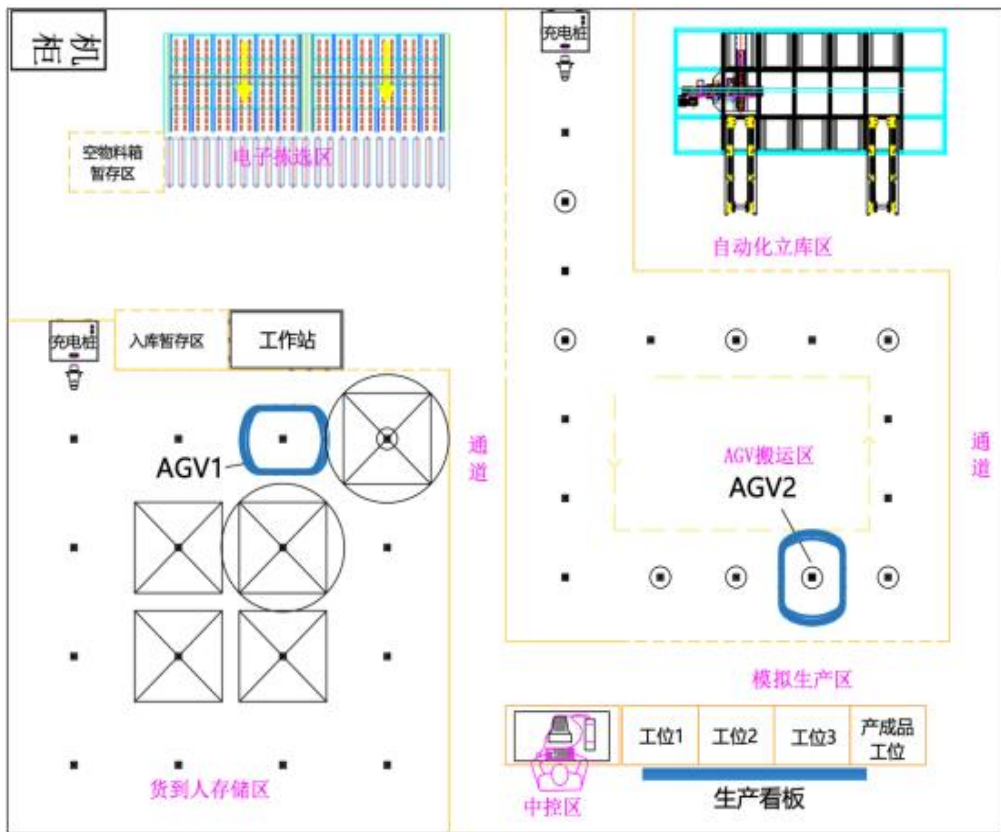 机柜
充电桩
空物料箱
暂存区
电子拣选区
自动化立库区
充电桩
入库暂存区
工作站
通道
AGV1
AGV搬运区
AGV2
通道
模拟生产区
工位1
工位2
工位3
产成品
工位
货到人存储区
中控区
生产看板